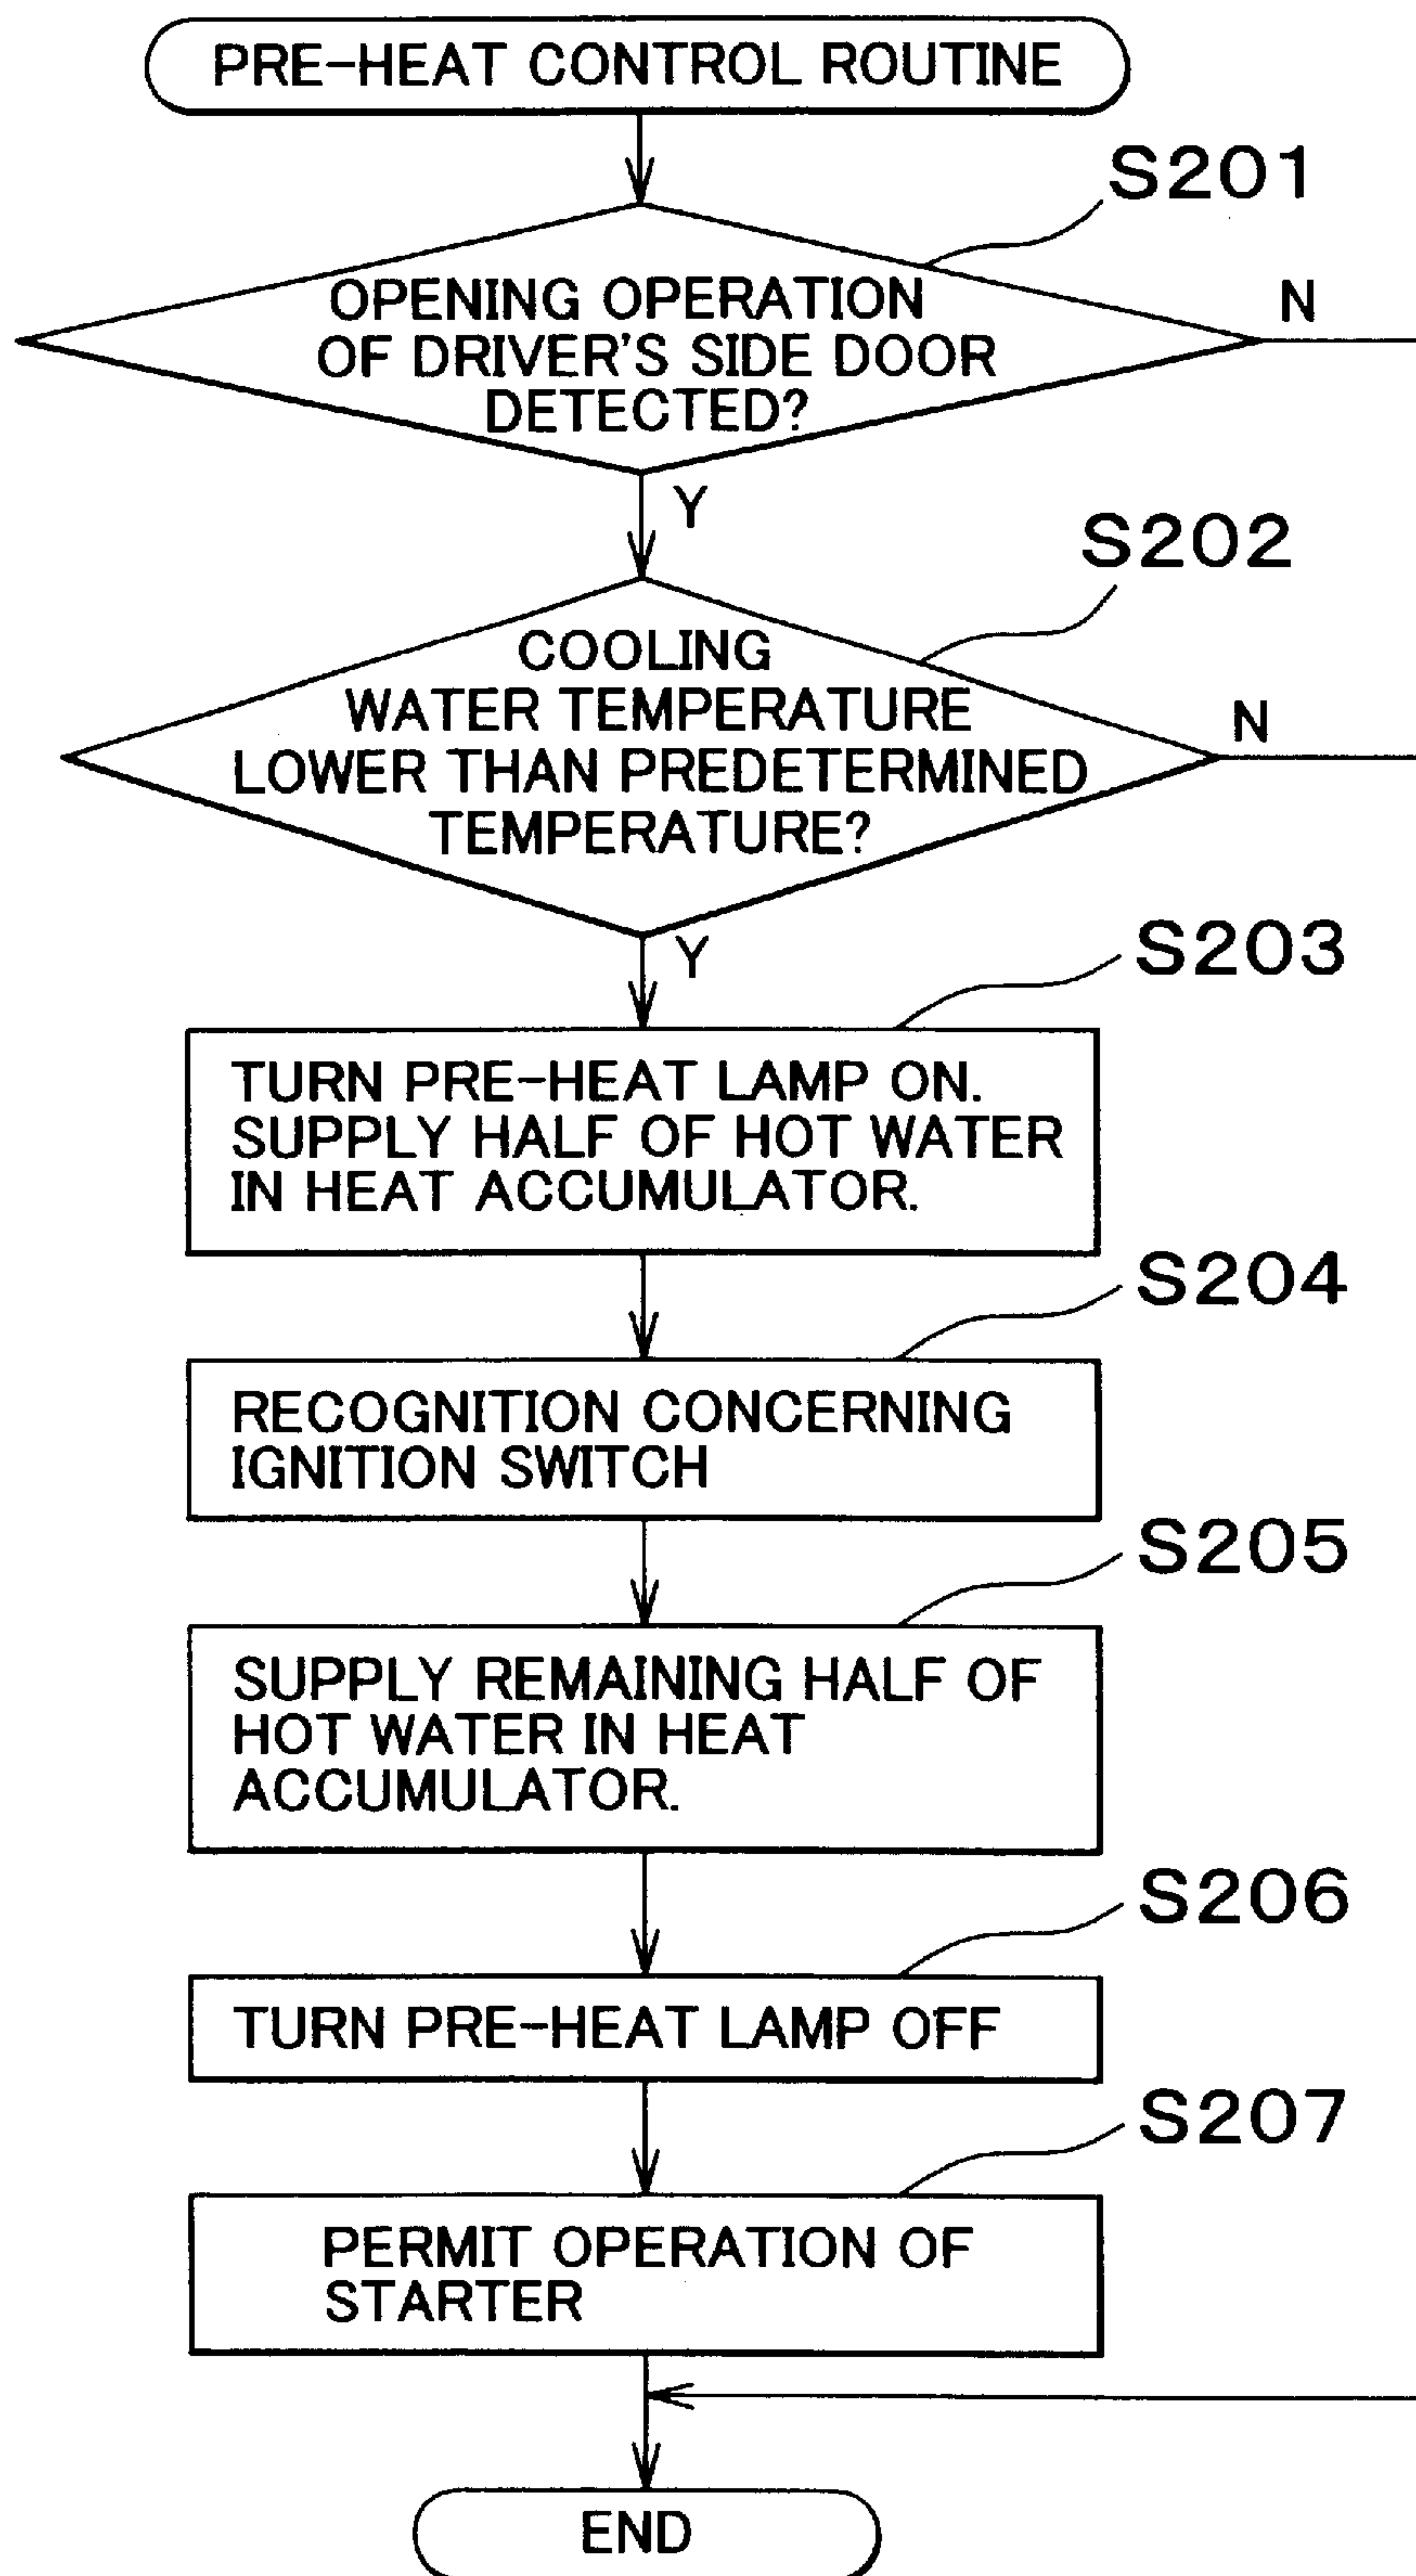 PRE-HEAT CONTROL ROUTINE
S201
OPENING OPERATION
OF DRIVER'S SIDE DOOR
DETECTED?
N
Y
S202
COOLING
WATER TEMPERATURE
LOWER THAN PREDETERMINED
TEMPERATURE?
N
Y
S203
TURN PRE-HEAT LAMP ON.
SUPPLY HALF OF HOT WATER
IN HEAT ACCUMULATOR.
S204
RECOGNITION CONCERNING
IGNITION SWITCH
S205
SUPPLY REMAINING HALF OF
HOT WATER IN HEAT
ACCUMULATOR.
S206
TURN PRE-HEAT LAMP OFF
S207
PERMIT OPERATION OF
STARTER
END